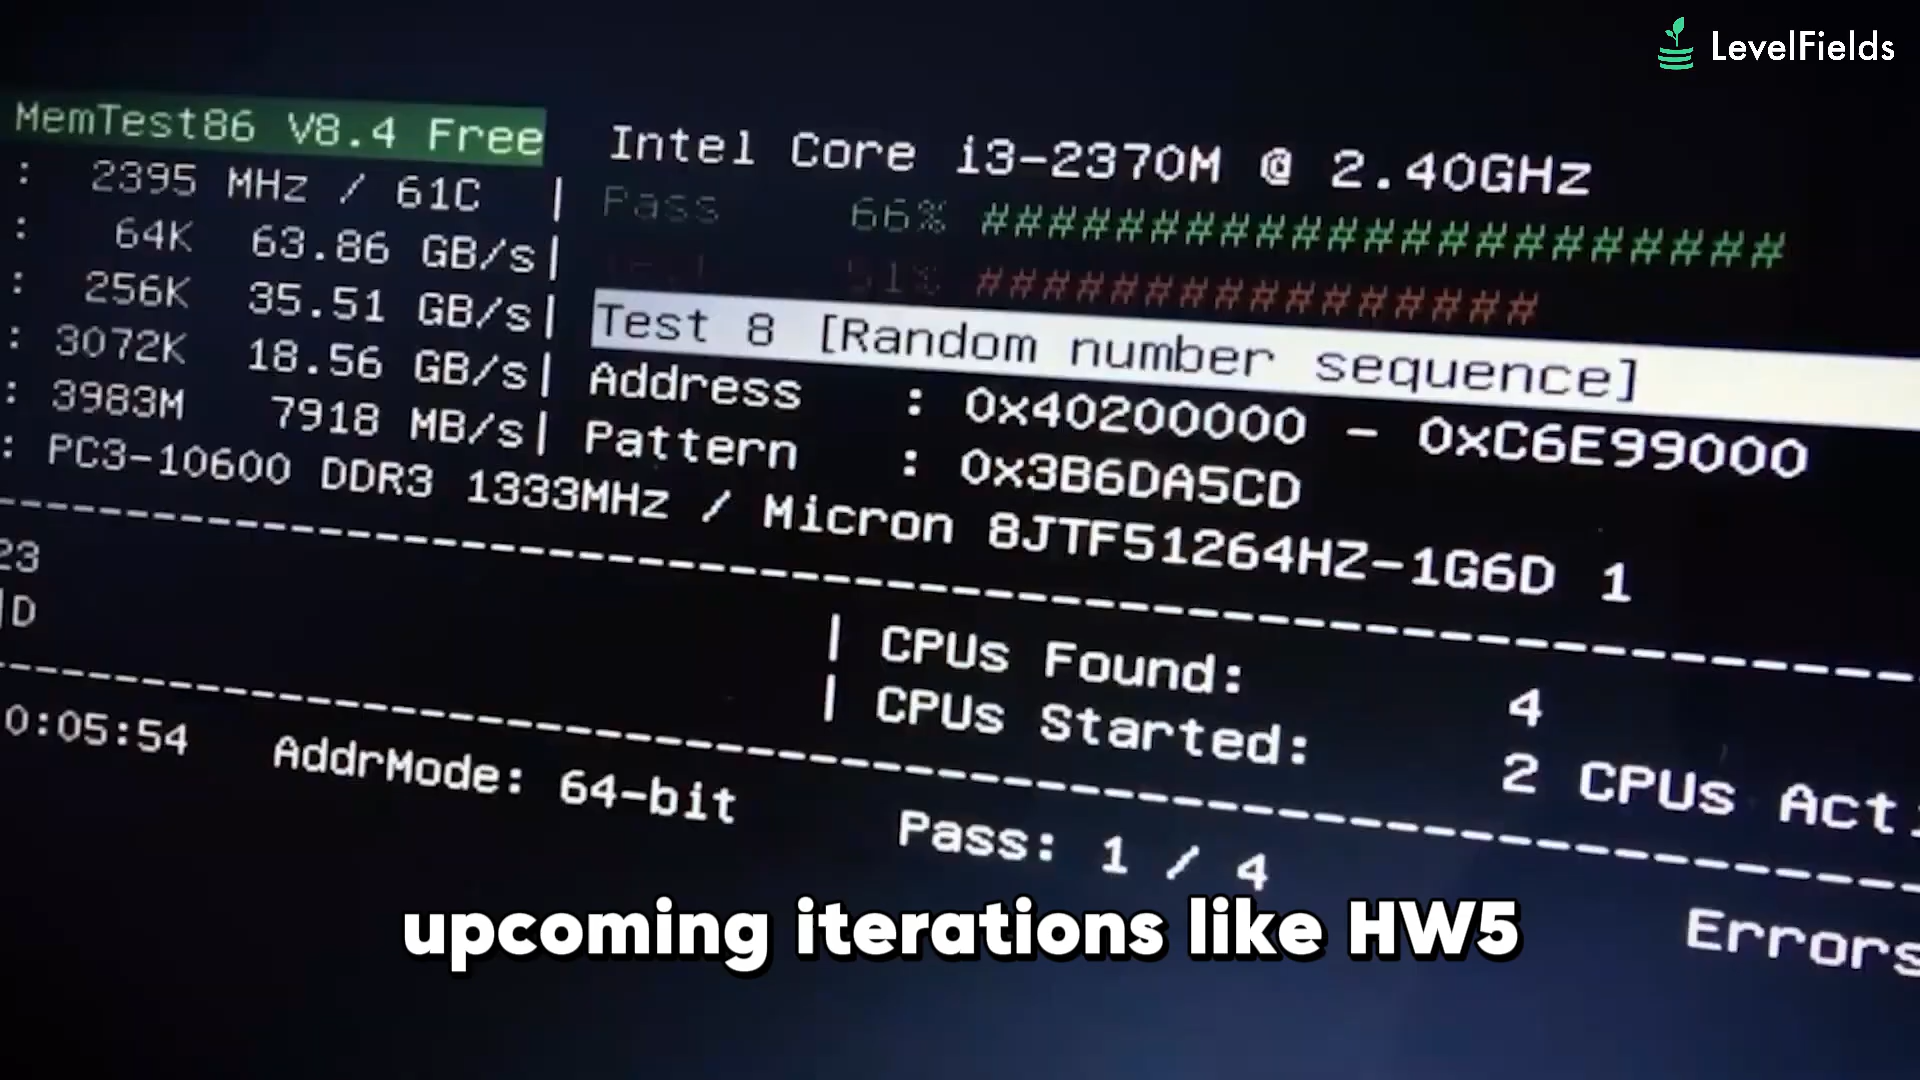 LevelFields
MemTest86 V8.4 Free
Intel Core i3-2370M @ 2.40GHz
: 2395 MHz / 61C |
Pass 66% #######################
: 64K 63.86 GB/s|
51% ################
: 256K 35.51 GB/s|
Test 8 [Random number sequence]
: 3072K 18.56 GB/s|
Address : 0x40200000 - 0xC6E99000
: 3983M 7918 MB/s|
Pattern : 0x3B6DA5CD
: PC3-10600 DDR3 1333MHz / Micron 8JTF51264HZ-1G6D 1
23
|D
| CPUs Found: 4
| CPUs Started: 2 CPUs Act
0:05:54 AddrMode: 64-bit Pass: 1 / 4 Errors
upcoming iterations like HW5